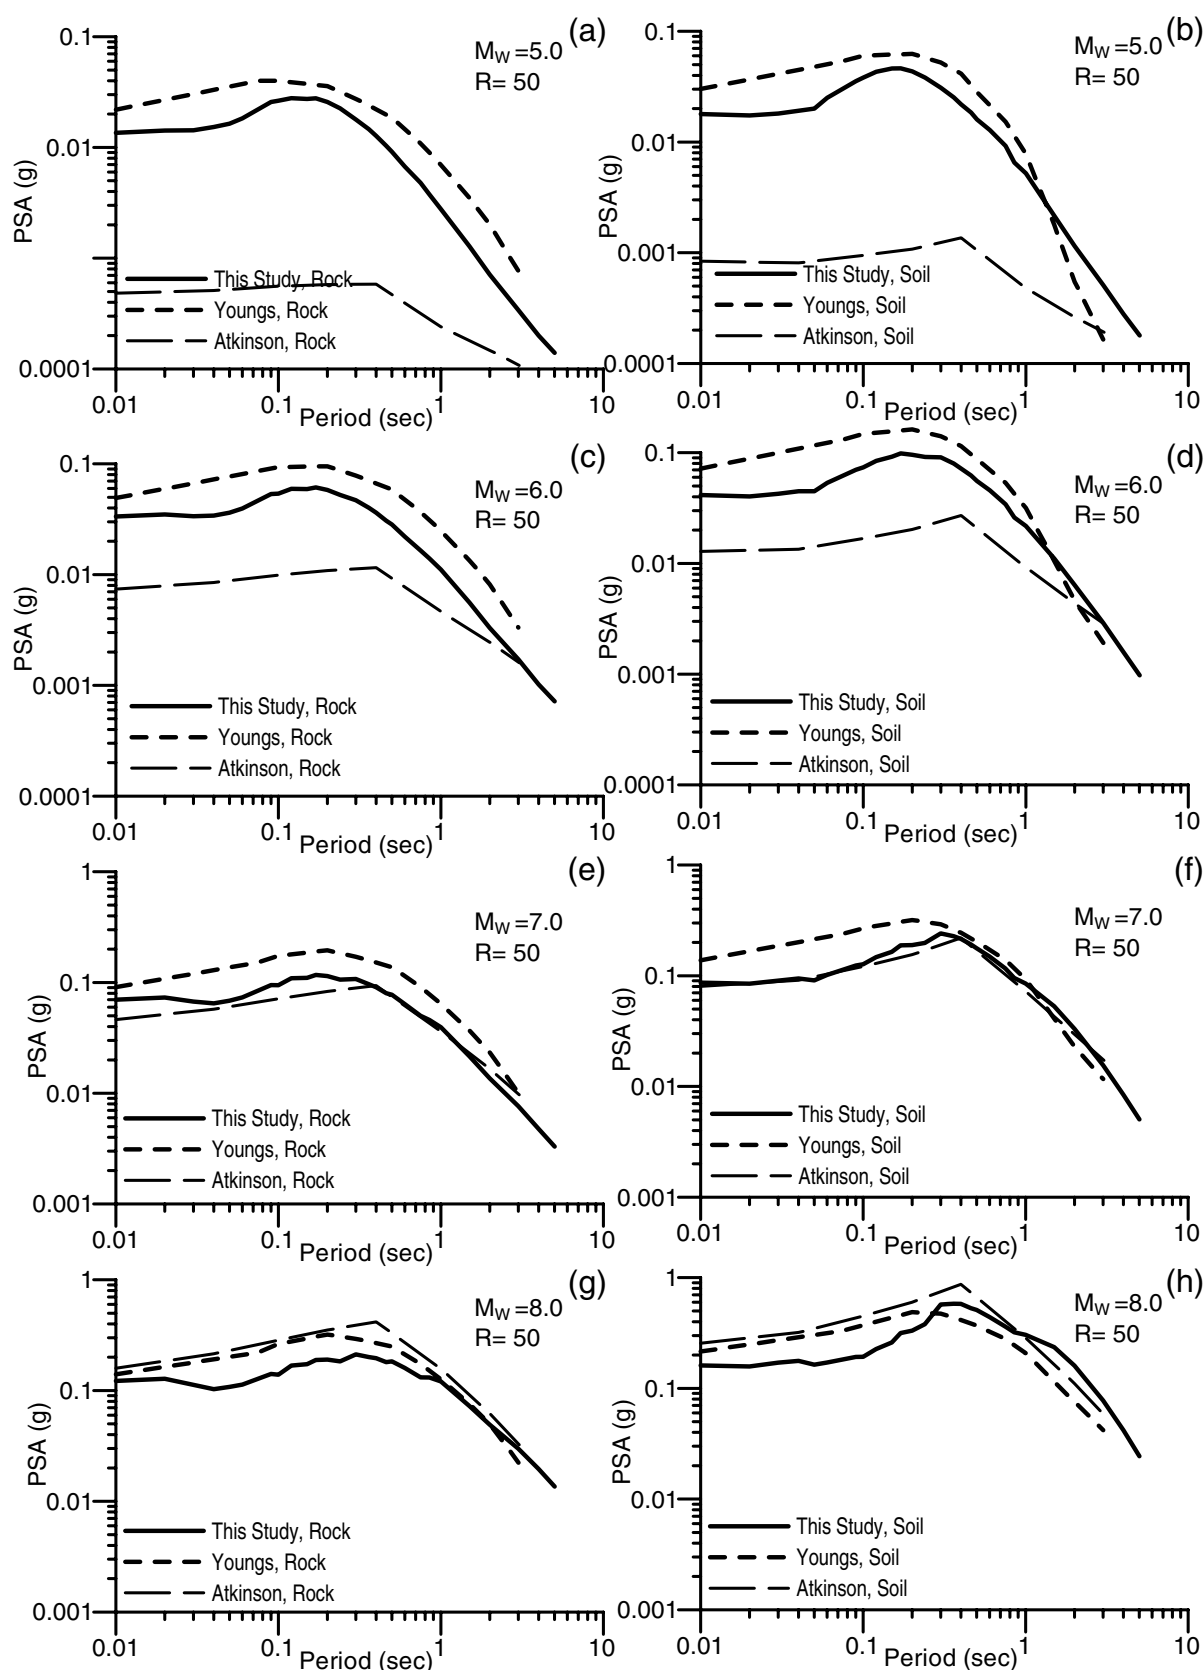 (a)
0.1
M_W =5.0
R= 50
0.01
PSA (g)
This Study, Rock
Youngs, Rock
Atkinson, Rock
0.0001
0.01 0.1 1 10
Period (sec)
(b)
0.1
M_W =5.0
R= 50
0.01
PSA (g)
0.001
This Study, Soil
Youngs, Soil
Atkinson, Soil
0.0001
0.01 0.1 1 10
Period (sec)
(c)
0.1
M_W =6.0
R= 50
0.01
PSA (g)
0.001
This Study, Rock
Youngs, Rock
Atkinson, Rock
0.0001
0.01 0.1 1 10
Period (sec)
(d)
0.1
M_W =6.0
R= 50
0.01
PSA (g)
0.001
This Study, Soil
Youngs, Soil
Atkinson, Soil
0.0001
0.01 0.1 1 10
Period (sec)
(e)
1
M_W =7.0
R= 50
0.1
PSA (g)
0.01
This Study, Rock
Youngs, Rock
Atkinson, Rock
0.001
0.01 0.1 1 10
Period (sec)
(f)
1
M_W =7.0
R= 50
0.1
PSA (g)
0.01
This Study, Soil
Youngs, Soil
Atkinson, Soil
0.001
0.01 0.1 1 10
Period (sec)
(g)
1
M_W =8.0
R= 50
0.1
PSA (g)
0.01
This Study, Rock
Youngs, Rock
Atkinson, Rock
0.001
0.01 0.1 1 10
Period (sec)
(h)
1
M_W =8.0
R= 50
0.1
PSA (g)
0.01
This Study, Soil
Youngs, Soil
Atkinson, Soil
0.001
0.01 0.1 1 10
Period (sec)